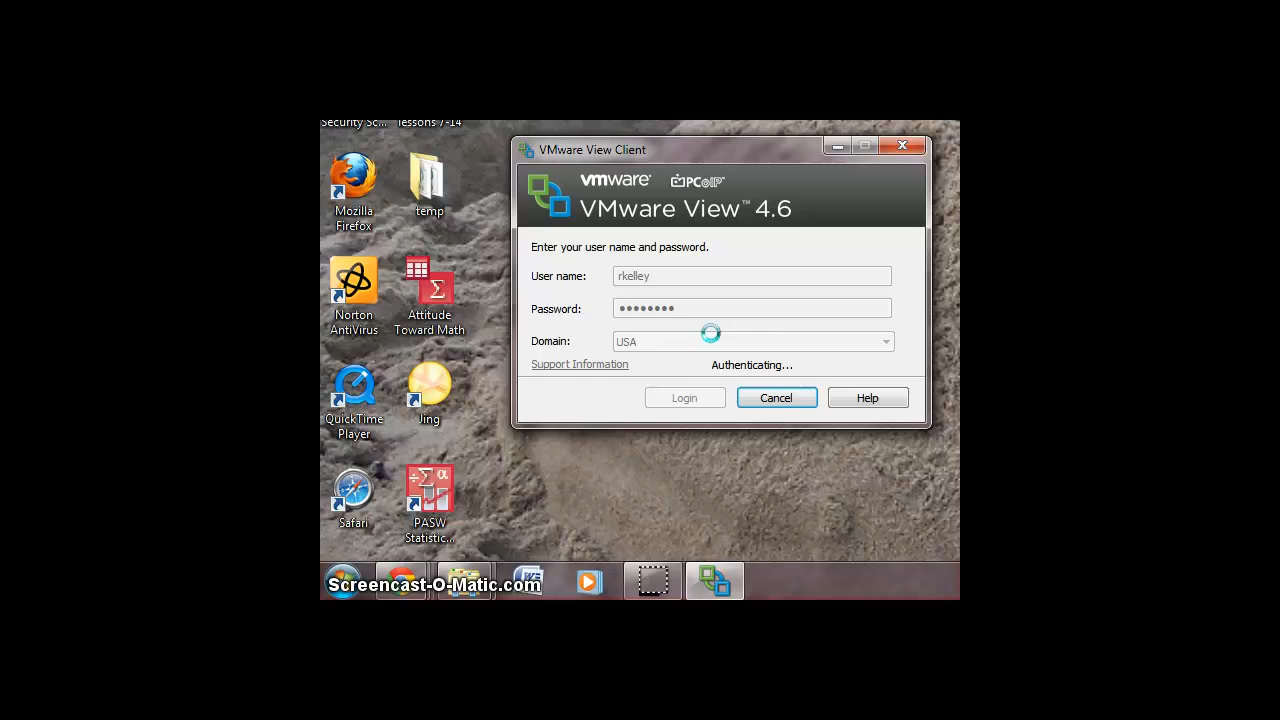 Security Sc... lessons 7-14
Mozilla
Firefox
temp
Norton
AntiVirus
Attitude
Toward Math
QuickTime
Player
Jing
Safari
PASW
Statistic...
VMware View Client
vmware PCoIP™
VMware View™ 4.6
Enter your user name and password.
User name: rkelley
Password: ●●●●●●●●
Domain: USA
Support Information Authenticating...
Login Cancel Help
Screencast-O-Matic.com